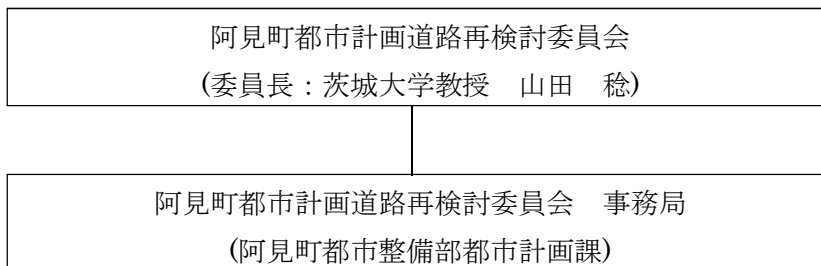 阿見町都市計画道路再検討委員会
(委員長：茨城大学教授　山田　稔)
阿見町都市計画道路再検討委員会　事務局
(阿見町都市整備部都市計画課)